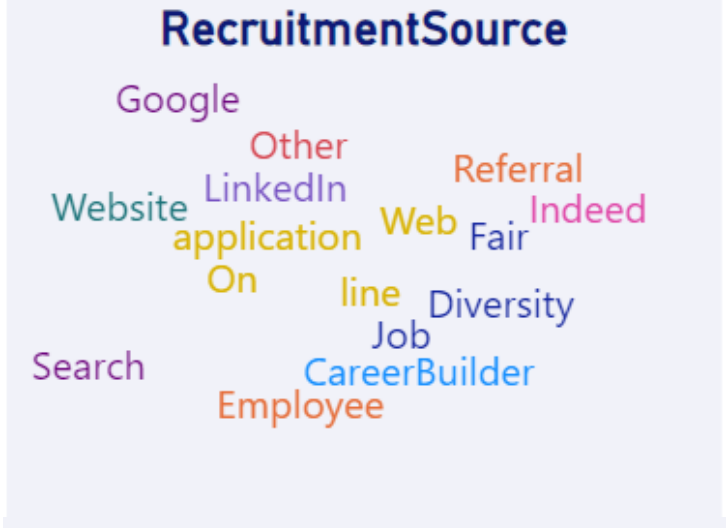 RecruitmentSource
Google
Other
Referral
LinkedIn
Website
Indeed
Web
application
Fair
On
line
Diversity
Job
Search
CareerBuilder
Employee